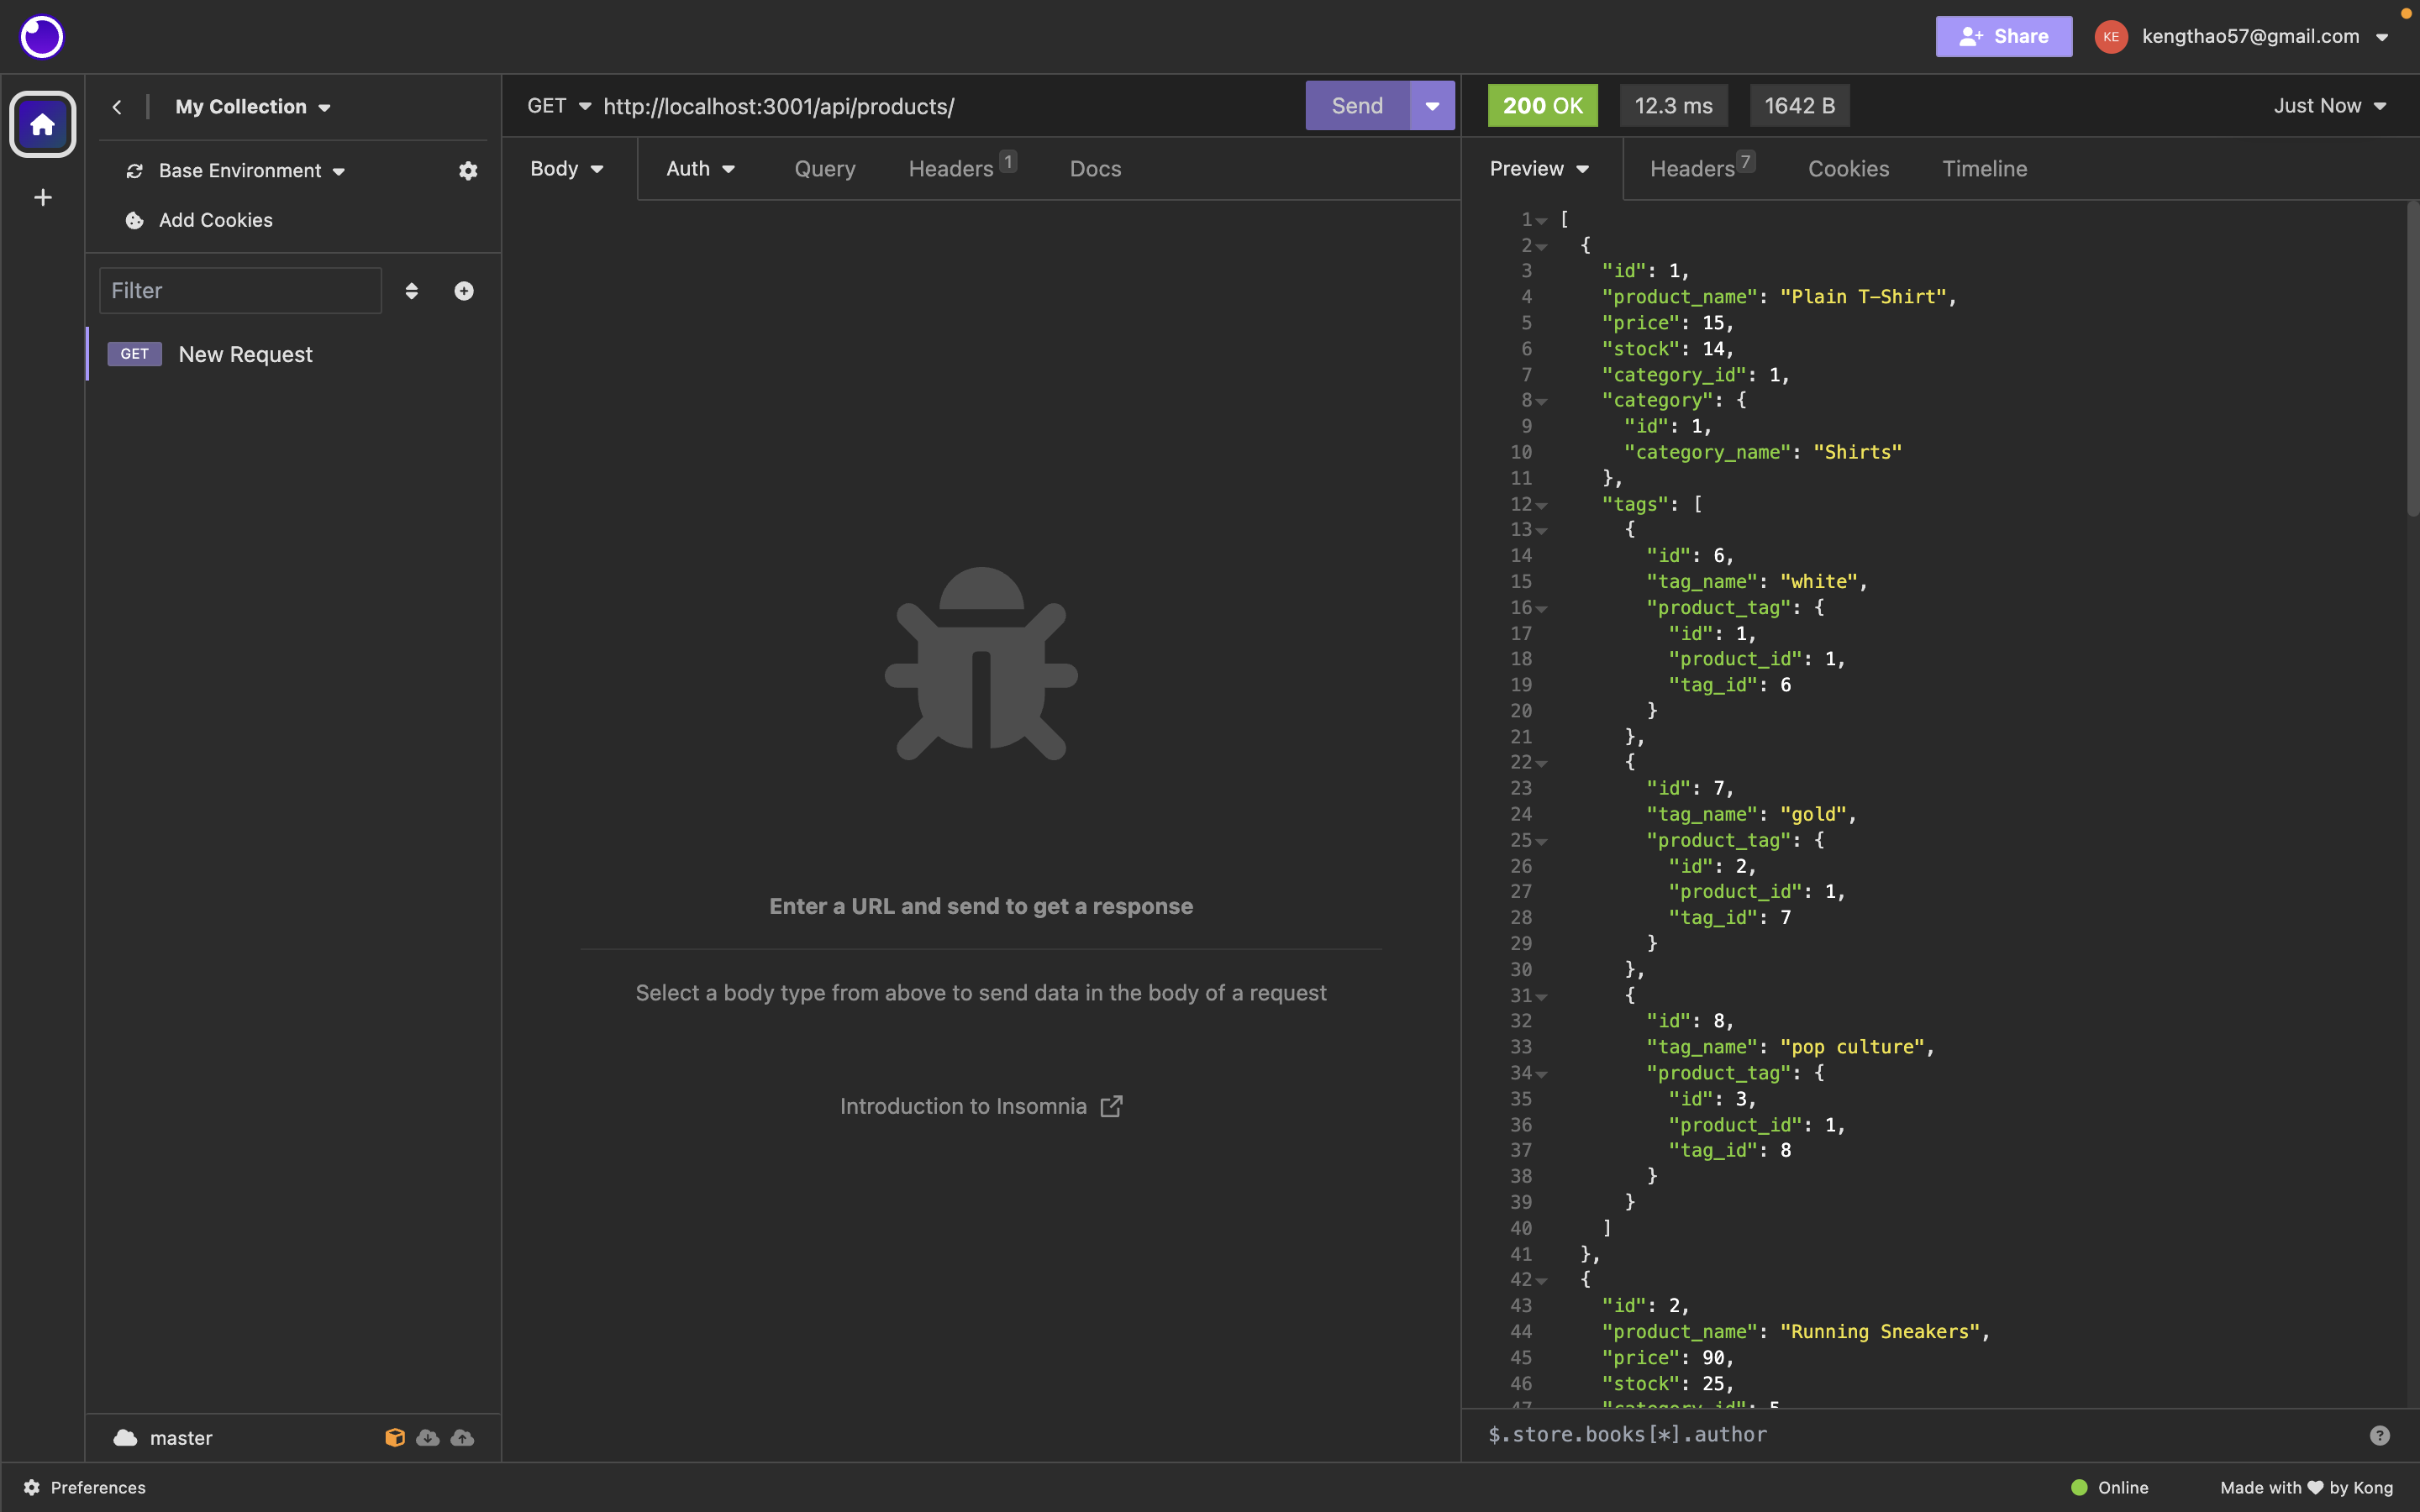 Share
KE
kengthao57@gmail.com
My Collection
Base Environment
Add Cookies
Filter
GET New Request
master
GET http://localhost:3001/api/products/
Send
Body
Auth
Query
Headers 1
Docs
Enter a URL and send to get a response
Select a body type from above to send data in the body of a request
Introduction to Insomnia
200 OK
12.3 ms
1642 B
Just Now
Preview
Headers 7
Cookies
Timeline
1 [
2 {
3 "id": 1,
4 "product_name": "Plain T-Shirt",
5 "price": 15,
6 "stock": 14,
7 "category_id": 1,
8 "category": {
9 "id": 1,
10 "category_name": "Shirts"
11 },
12 "tags": [
13 {
14 "id": 6,
15 "tag_name": "white",
16 "product_tag": {
17 "id": 1,
18 "product_id": 1,
19 "tag_id": 6
20 }
21 },
22 {
23 "id": 7,
24 "tag_name": "gold",
25 "product_tag": {
26 "id": 2,
27 "product_id": 1,
28 "tag_id": 7
29 }
30 },
31 {
32 "id": 8,
33 "tag_name": "pop culture",
34 "product_tag": {
35 "id": 3,
36 "product_id": 1,
37 "tag_id": 8
38 }
39 }
40 ]
41 },
42 {
43 "id": 2,
44 "product_name": "Running Sneakers",
45 "price": 90,
46 "stock": 25,
47 "category_id": 5
$.store.books[*].author
?
Preferences
Online
Made with ♥ by Kong